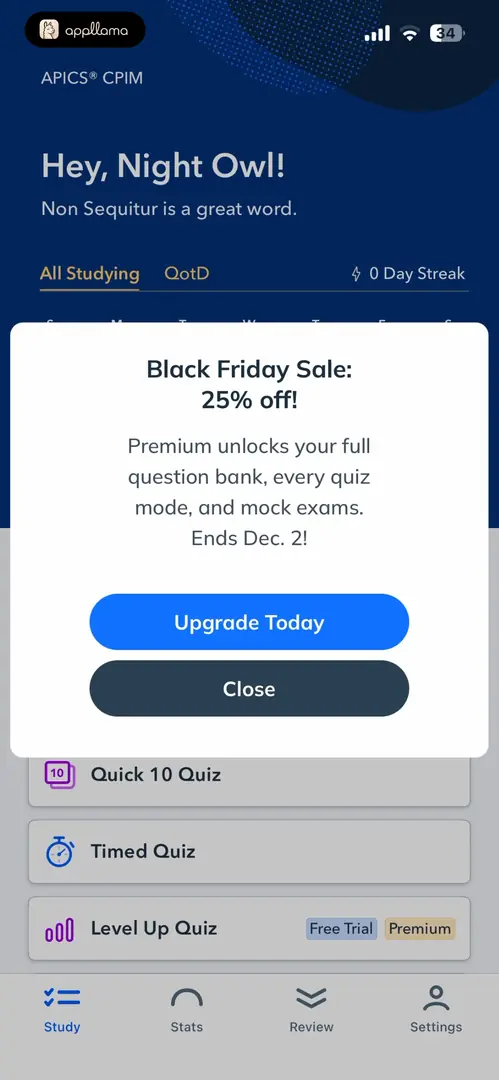 appllama
34
APICS® CPIM
Hey, Night Owl!
Non Sequitur is a great word.
All Studying QotD 0 Day Streak
Black Friday Sale:
25% off!
Premium unlocks your full
question bank, every quiz
mode, and mock exams.
Ends Dec. 2!
Upgrade Today
Close
10 Quick 10 Quiz
Timed Quiz
Level Up Quiz Free Trial Premium
Study Stats Review Settings